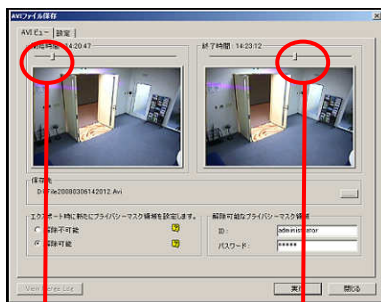 AVIファイル保存
AVIビュー 設定
開始時間 : 14:20:47
終了時間 : 14:23:12
保存先
D:\File20080306142012.Avi
エクスポート時に新たにプライバシーマスク領域を設定します。
解除不可能
解除可能
解除可能なプライバシーマスク領域
ID :
administrator
パスワード :
*****
View Merge Log
実行
閉じる